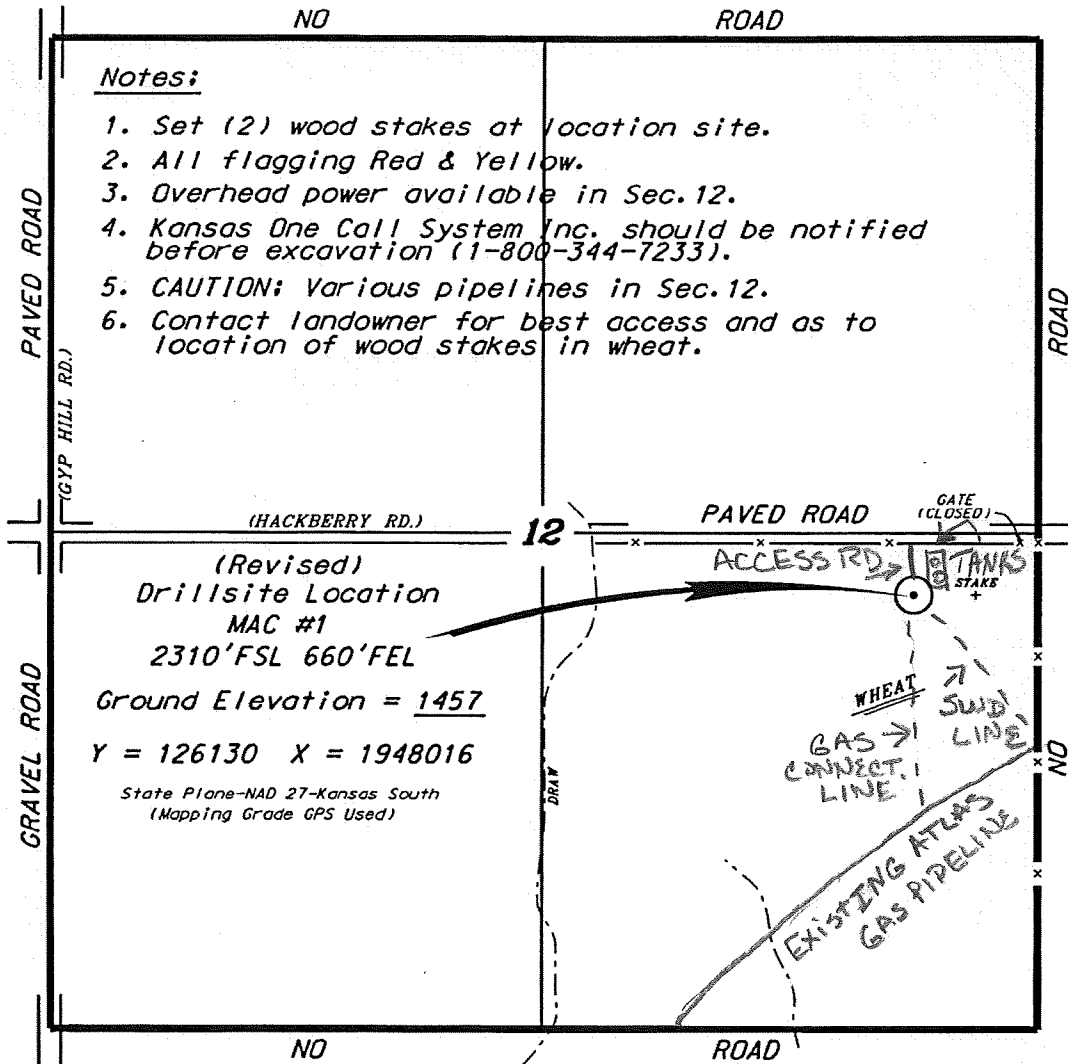 NO ROAD
Notes:
1. Set (2) wood stakes at location site.
2. All flagging Red & Yellow.
3. Overhead power available in Sec.12.
4. Kansas One Call System Inc. should be notified
before excavation (1-800-344-7233).
5. CAUTION: Various pipelines in Sec.12.
6. Contact landowner for best access and as to
location of wood stakes in wheat.
PAVED ROAD
(GYP HILL RD.)
ROAD
(HACKBERRY RD.)
12
PAVED ROAD
GATE
(CLOSED)
ACCESS RD
TANKS
STAKE
(Revised)
Drillsite Location
MAC #1
2310'FSL 660'FEL
Ground Elevation = 1457
Y = 126130 X = 1948016
State Plane-NAD 27-Kansas South
(Mapping Grade GPS Used)
GRAVEL ROAD
DRAW
WHEAT
SWD
LINE
GAS
CONNECT.
LINE
NO
EXISTING ATLAS
GAS PIPELINE
NO ROAD